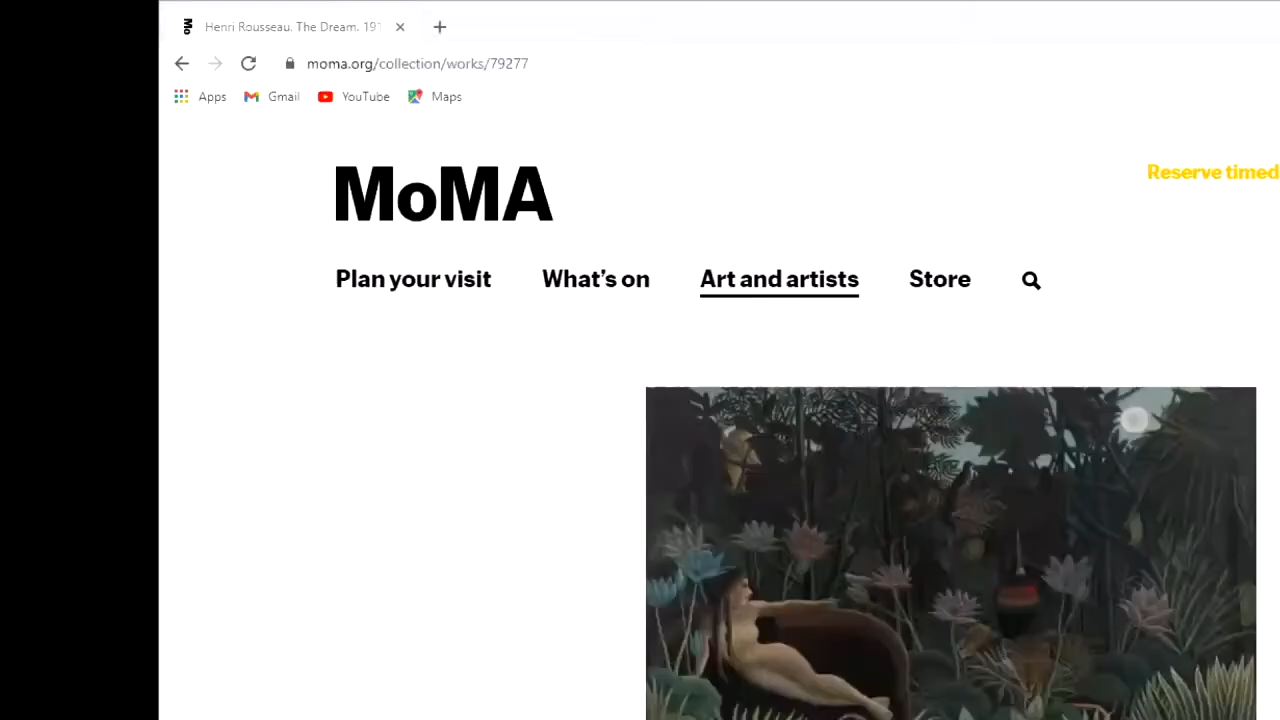 Mo
Henri Rousseau. The Dream. 191
moma.org/collection/works/79277
Apps Gmail YouTube Maps
MoMA
Reserve timed
Plan your visit What's on Art and artists Store